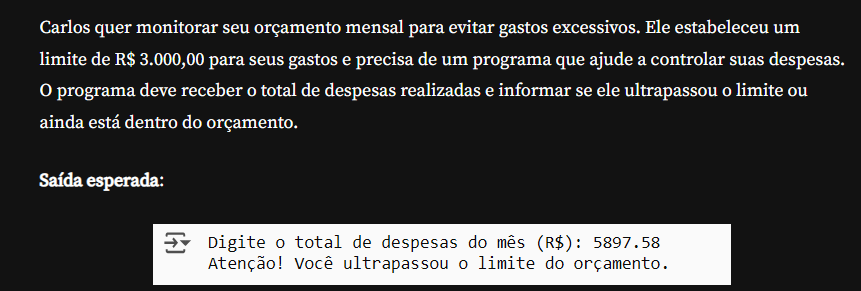 Carlos quer monitorar seu orçamento mensal para evitar gastos excessivos. Ele estabeleceu um
limite de R$ 3.000,00 para seus gastos e precisa de um programa que ajude a controlar suas despesas.
O programa deve receber o total de despesas realizadas e informar se ele ultrapassou o limite ou
ainda está dentro do orçamento.
Saída esperada:
Digite o total de despesas do mês (R$): 5897.58
Atenção! Você ultrapassou o limite do orçamento.